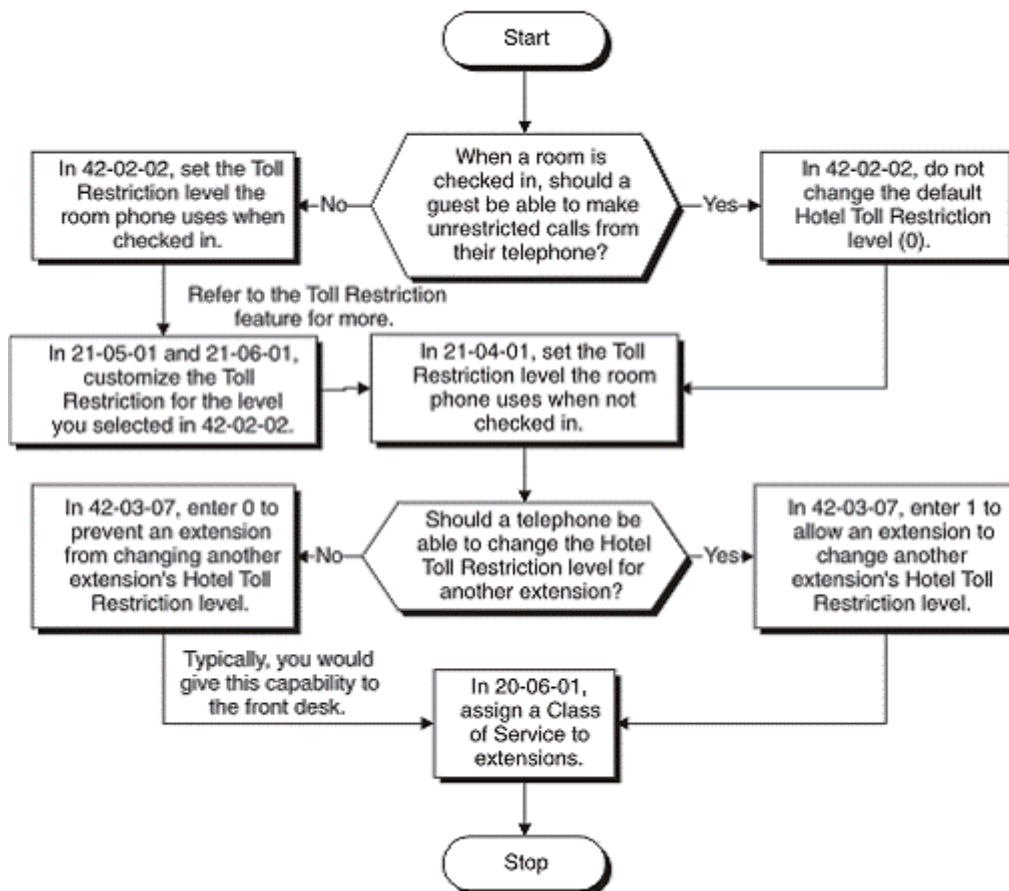 Start
When a room is
checked in, should a
guest be able to make
unrestricted calls from
their telephone?
No
Yes
In 42-02-02, set the Toll
Restriction level the
room phone uses when
checked in.
In 42-02-02, do not
change the default
Hotel Toll Restriction
level (0).
Refer to the Toll Restriction
feature for more.
In 21-05-01 and 21-06-01,
customize the Toll
Restriction for the level
you selected in 42-02-02.
In 21-04-01, set the Toll
Restriction level the room
phone uses when not
checked in.
Should a telephone be
able to change the Hotel
Toll Restriction level for
another extension?
No
Yes
In 42-03-07, enter 0 to
prevent an extension
from changing another
extension's Hotel Toll
Restriction level.
In 42-03-07, enter 1 to
allow an extension to
change another
extension's Hotel Toll
Restriction level.
Typically, you would
give this capability to
the front desk.
In 20-06-01,
assign a Class
of Service to
extensions.
Stop